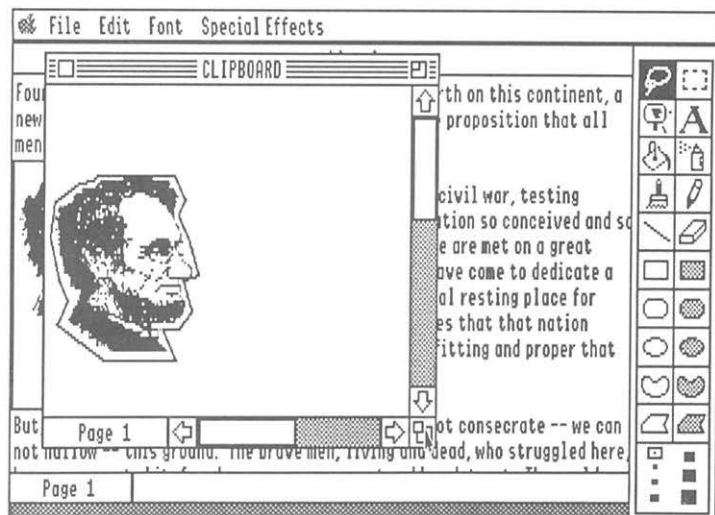 File Edit Font Special Effects
CLIPBOARD
Four
rth on this continent, a
new
proposition that all
men
civil war, testing
tion so conceived and so
e are met on a great
ave come to dedicate a
al resting place for
es that that nation
fitting and proper that
But
ot consecrate -- we can
Page 1
not hallow -- this ground. The brave men, living and dead, who struggled here,
Page 1
A